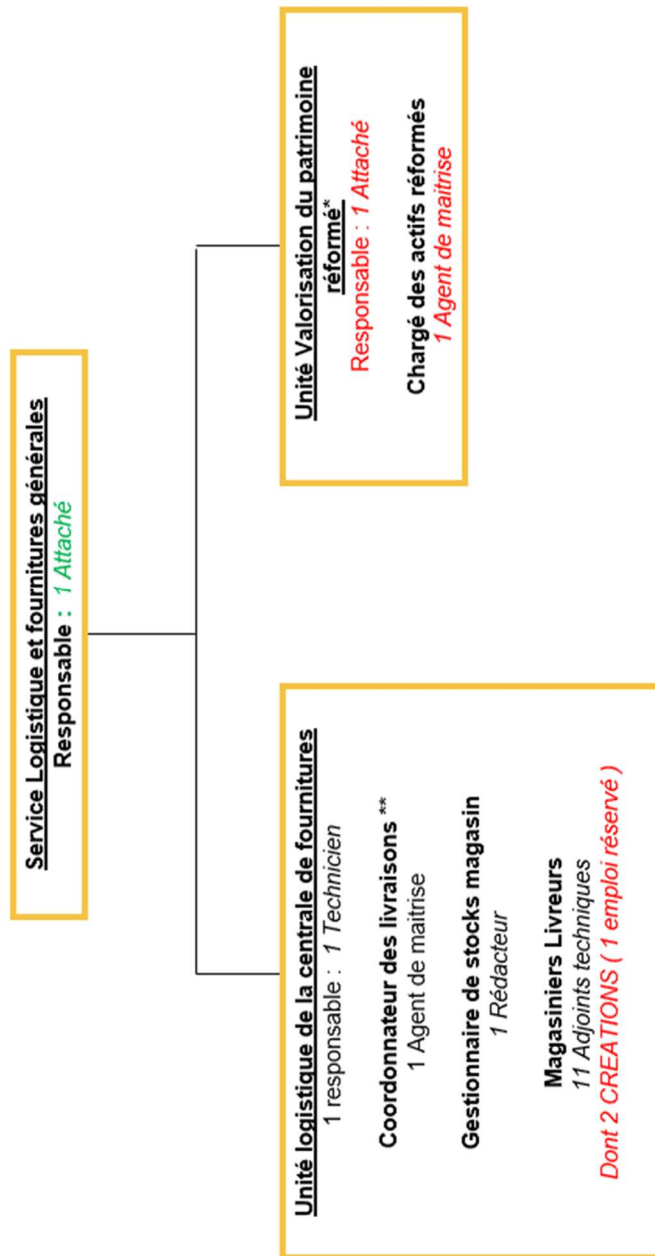 Service Logistique et fournitures générales
Responsable : 1 Attaché
Unité logistique de la centrale de fournitures
1 responsable : 1 Technicien
Coordonnateur des livraisons **
1 Agent de maitrise
Gestionnaire de stocks magasin
1 Rédacteur
Magasiniers Livreurs
11 Adjoints techniques
Dont 2 CREATIONS ( 1 emploi réservé )
Unité Valorisation du patrimoine
réformé*
Responsable : 1 Attaché
Chargé des actifs réformés
1 Agent de maitrise